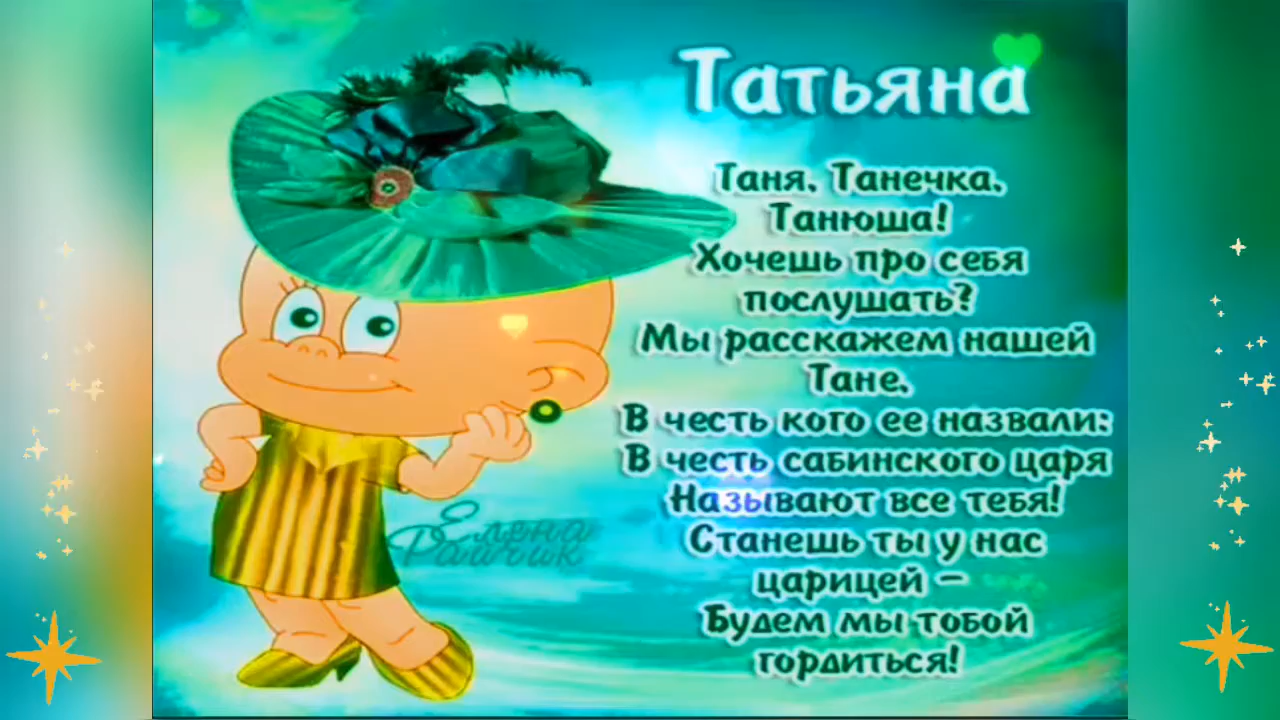 Татьяна
Таня, Танечка,
Танюша!
Хочешь про себя
послушать?
Мы расскажем нашей
Тане,
В честь кого ее назвали:
В честь сабинского царя
Называют все тебя!
Станешь ты у нас
царицей –
Будем мы тобой
гордиться!
Елена
Райчик